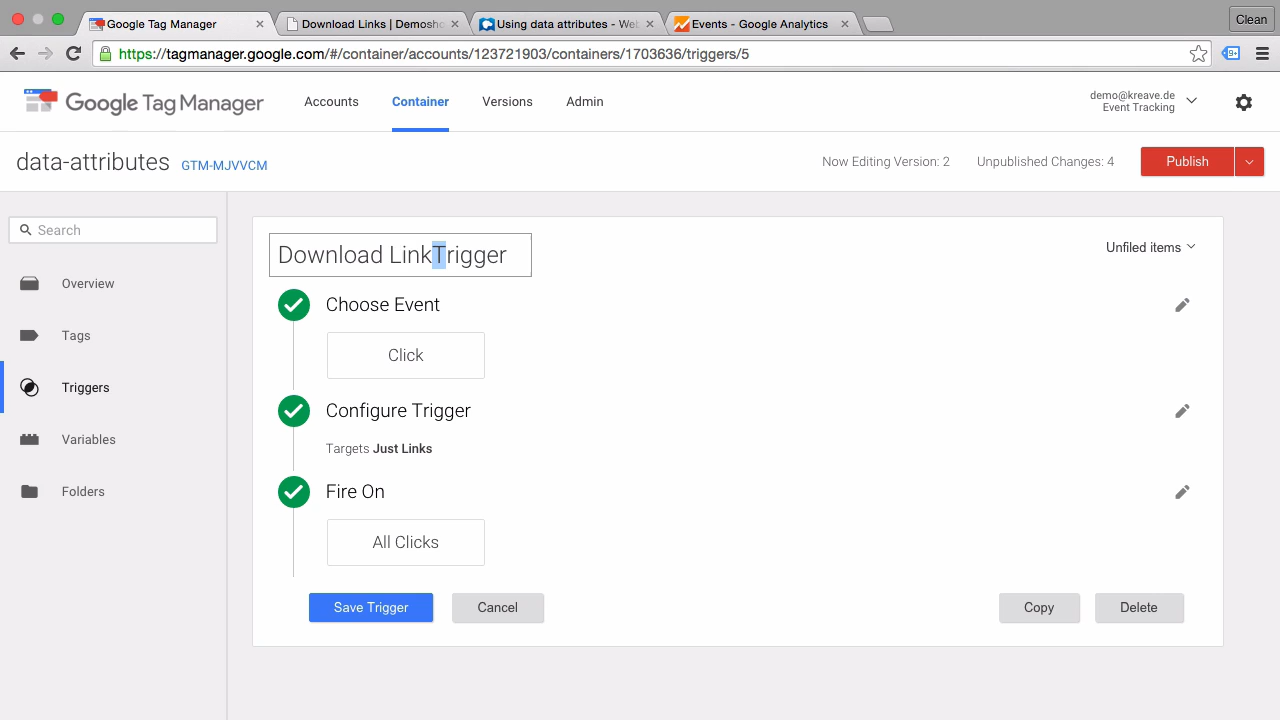 Google Tag Manager
Download Links | Demosho
Using data attributes - Web
Events - Google Analytics
Clean
https://tagmanager.google.com/#/container/accounts/123721903/containers/1703636/triggers/5
9+
Google Tag Manager
Accounts
Container
Versions
Admin
demo@kreave.de
Event Tracking
data-attributes
GTM-MJVVCM
Now Editing Version: 2
Unpublished Changes: 4
Publish
Search
Overview
Tags
Triggers
Variables
Folders
Download LinkTrigger
Unfiled items
Choose Event
Click
Configure Trigger
Targets Just Links
Fire On
All Clicks
Save Trigger
Cancel
Copy
Delete